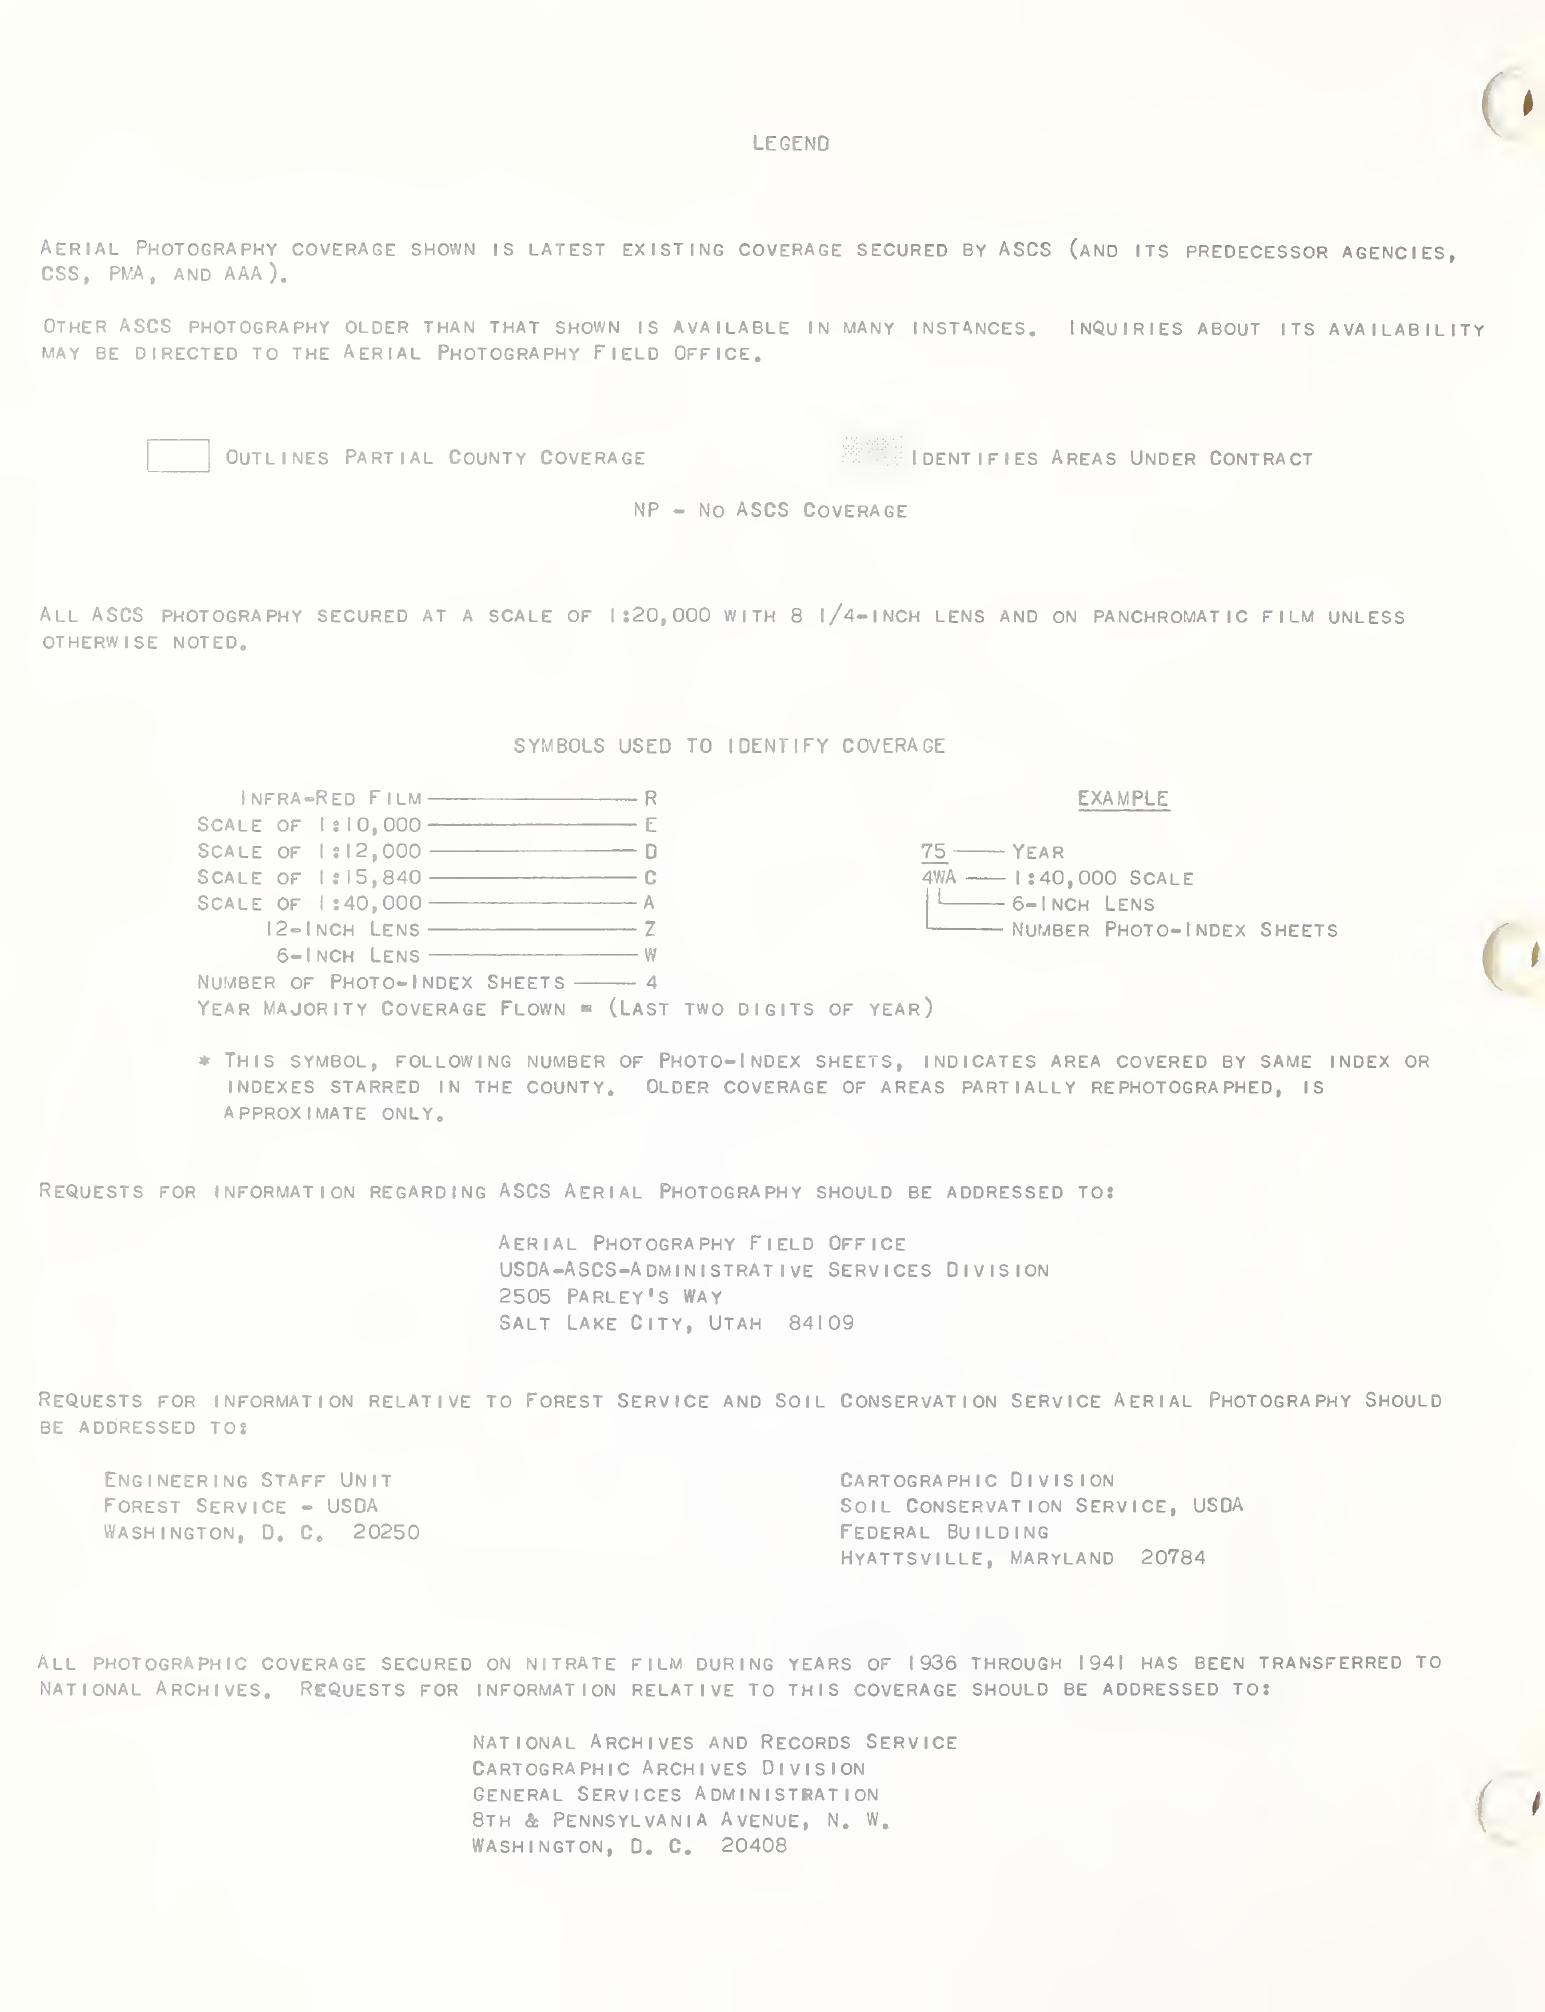 LEGEND
AERIAL PHOTOGRAPHY COVERAGE SHOWN IS LATEST EXISTING COVERAGE SECURED BY ASCS (AND ITS PREDECESSOR AGENCIES,
CSS, PMA, AND AAA).
OTHER ASCS PHOTOGRAPHY OLDER THAN THAT SHOWN IS AVAILABLE IN MANY INSTANCES. INQUIRIES ABOUT ITS AVAILABILITY
MAY BE DIRECTED TO THE AERIAL PHOTOGRAPHY FIELD OFFICE.
OUTLINES PARTIAL COUNTY COVERAGE
IDENTIFIES AREAS UNDER CONTRACT
NP - NO ASCS COVERAGE
ALL ASCS PHOTOGRAPHY SECURED AT A SCALE OF 1:20,000 WITH 8 1/4-INCH LENS AND ON PANCHROMATIC FILM UNLESS
OTHERWISE NOTED.
SYMBOLS USED TO IDENTIFY COVERAGE
INFRA-RED FILM R
SCALE OF 1:10,000 E
SCALE OF 1:12,000 D
SCALE OF 1:15,840 C
SCALE OF 1:40,000 A
12-INCH LENS Z
6-INCH LENS W
NUMBER OF PHOTO-INDEX SHEETS 4
YEAR MAJORITY COVERAGE FLOWN = (LAST TWO DIGITS OF YEAR)
EXAMPLE
75 YEAR
4WA 1:40,000 SCALE
6-INCH LENS
NUMBER PHOTO-INDEX SHEETS
* THIS SYMBOL, FOLLOWING NUMBER OF PHOTO-INDEX SHEETS, INDICATES AREA COVERED BY SAME INDEX OR
INDEXES STARRED IN THE COUNTY. OLDER COVERAGE OF AREAS PARTIALLY REPHOTOGRAPHED, IS
APPROXIMATE ONLY.
REQUESTS FOR INFORMATION REGARDING ASCS AERIAL PHOTOGRAPHY SHOULD BE ADDRESSED TO:
AERIAL PHOTOGRAPHY FIELD OFFICE
USDA-ASCS-ADMINISTRATIVE SERVICES DIVISION
2505 PARLEY'S WAY
SALT LAKE CITY, UTAH 84109
REQUESTS FOR INFORMATION RELATIVE TO FOREST SERVICE AND SOIL CONSERVATION SERVICE AERIAL PHOTOGRAPHY SHOULD
BE ADDRESSED TO:
ENGINEERING STAFF UNIT
FOREST SERVICE - USDA
WASHINGTON, D. C. 20250
CARTOGRAPHIC DIVISION
SOIL CONSERVATION SERVICE, USDA
FEDERAL BUILDING
HYATTSVILLE, MARYLAND 20784
ALL PHOTOGRAPHIC COVERAGE SECURED ON NITRATE FILM DURING YEARS OF 1936 THROUGH 1941 HAS BEEN TRANSFERRED TO
NATIONAL ARCHIVES. REQUESTS FOR INFORMATION RELATIVE TO THIS COVERAGE SHOULD BE ADDRESSED TO:
NATIONAL ARCHIVES AND RECORDS SERVICE
CARTOGRAPHIC ARCHIVES DIVISION
GENERAL SERVICES ADMINISTRATION
8TH & PENNSYLVANIA AVENUE, N. W.
WASHINGTON, D. C. 20408